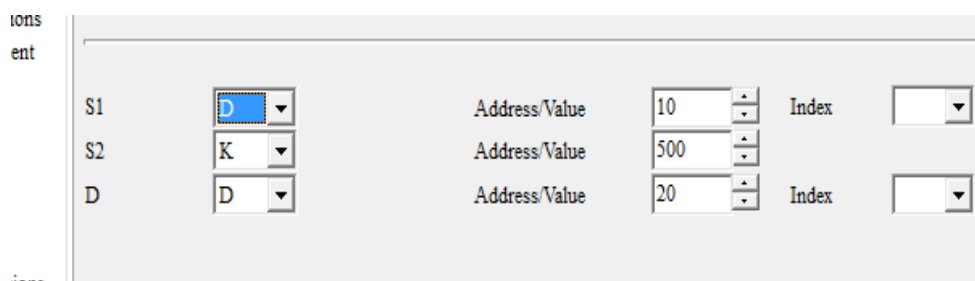 ions
ent
S1 D Address/Value 10 Index
S2 K Address/Value 500
D D Address/Value 20 Index